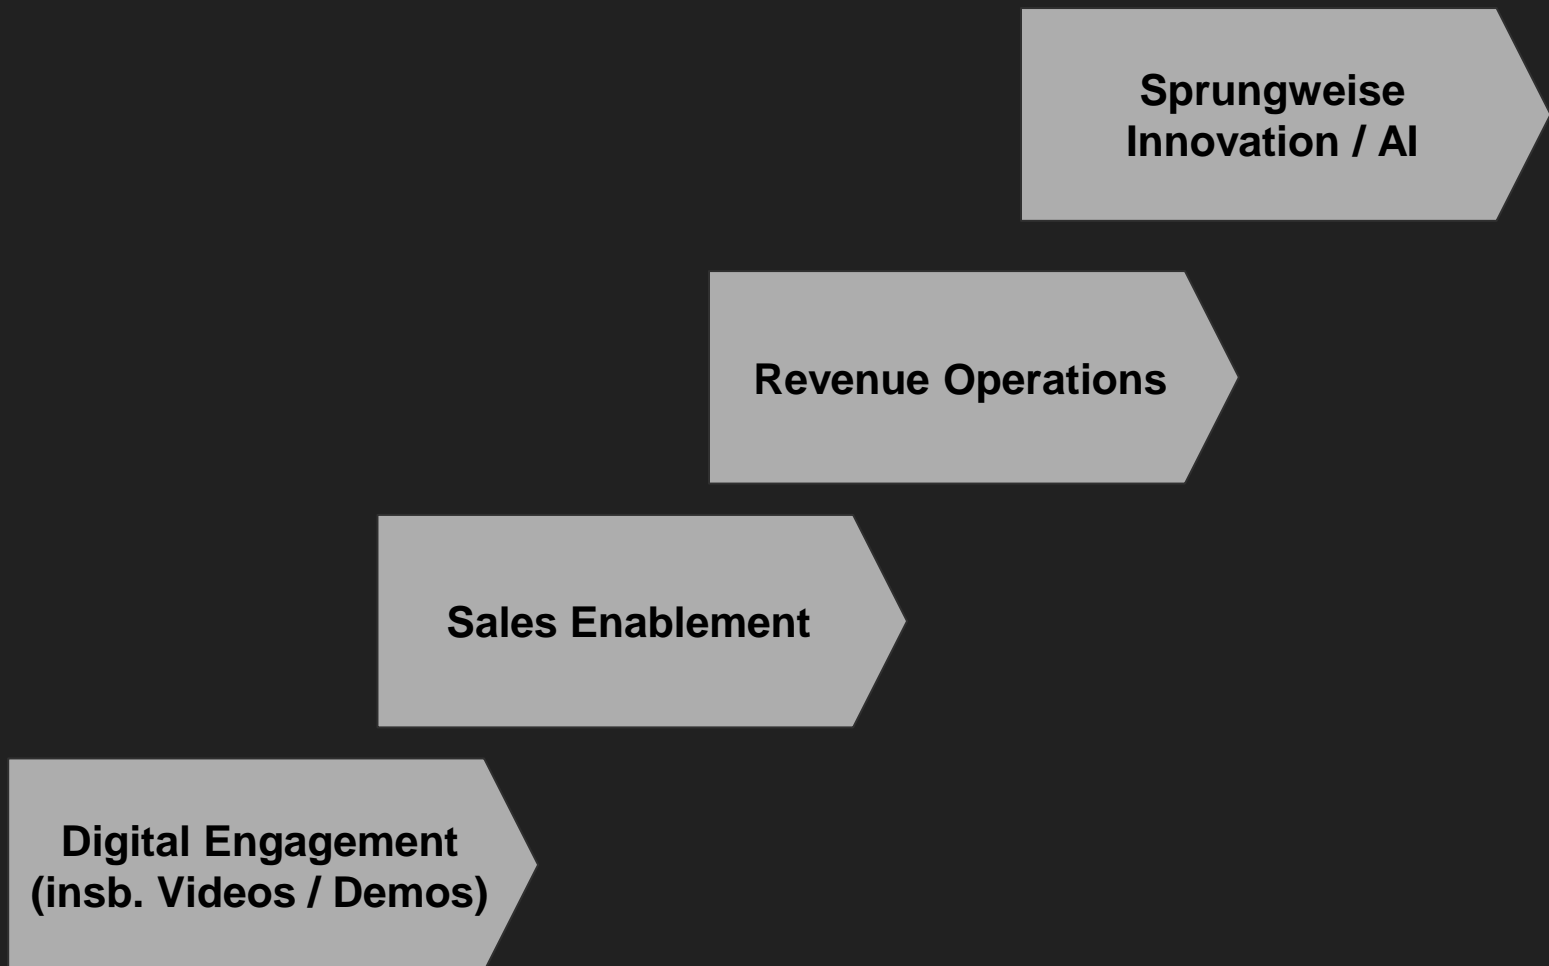 Sprungweise
Innovation / AI
Revenue Operations
Sales Enablement
Digital Engagement
(insb. Videos / Demos)